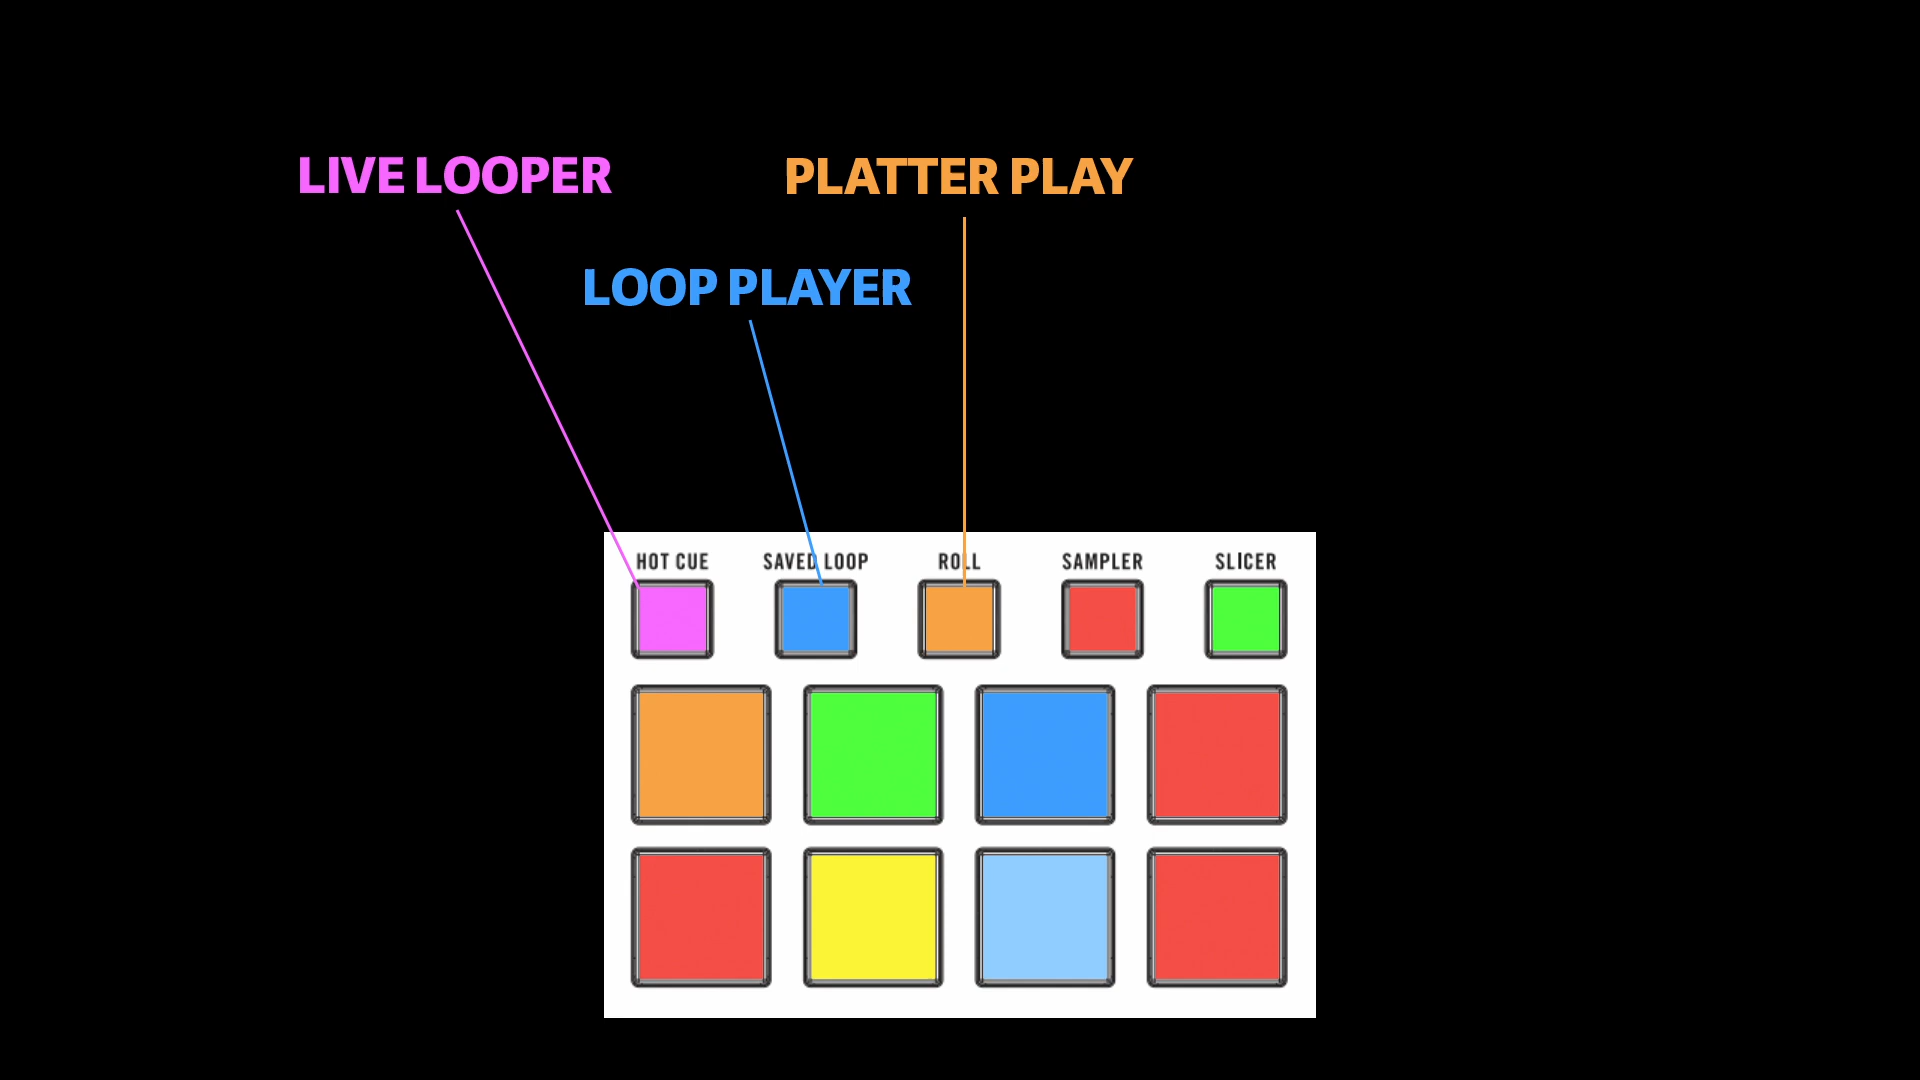 LIVE LOOPER
PLATTER PLAY
LOOP PLAYER
HOT CUE
SAVED LOOP
ROLL
SAMPLER
SLICER